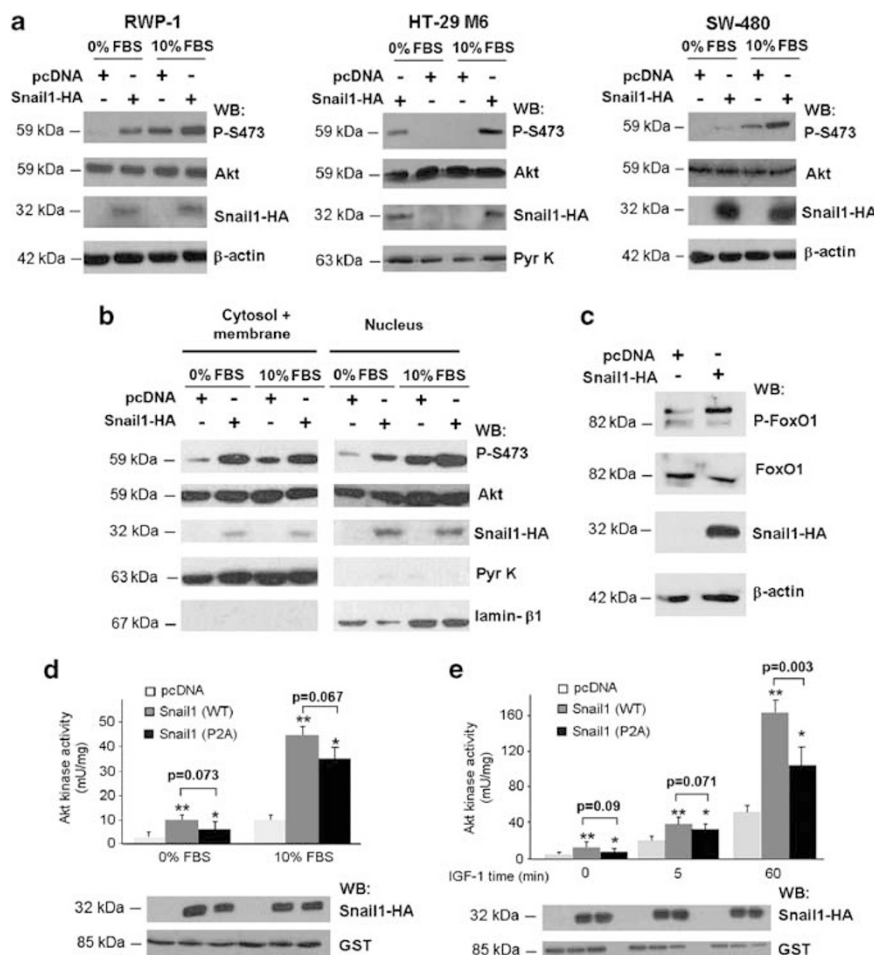 a
RWP-1
0% FBS 10% FBS
pcDNA + - + -
Snail1-HA - + - +
WB:
59 kDa P-S473
59 kDa Akt
32 kDa Snail1-HA
42 kDa β-actin
HT-29 M6
0% FBS 10% FBS
pcDNA - + + -
Snail1-HA + - - +
WB:
59 kDa P-S473
59 kDa Akt
32 kDa Snail1-HA
63 kDa Pyr K
SW-480
0% FBS 10% FBS
pcDNA + - + -
Snail1-HA - + - +
WB:
59 kDa P-S473
59 kDa Akt
32 kDa Snail1-HA
42 kDa β-actin
b
Cytosol +
membrane
Nucleus
0% FBS 10% FBS 0% FBS 10% FBS
pcDNA + - + - + - + -
Snail1-HA - + - + - + - +
WB:
59 kDa P-S473
59 kDa Akt
32 kDa Snail1-HA
63 kDa Pyr K
67 kDa lamin-β1
c
pcDNA + -
Snail1-HA - +
WB:
82 kDa P-FoxO1
82 kDa FoxO1
32 kDa Snail1-HA
42 kDa β-actin
d
pcDNA
Snail1 (WT)
Snail1 (P2A)
p=0.067
**
*
p=0.073
**
*
Akt kinase activity
(mU/mg)
50
40
30
20
10
0
0% FBS 10% FBS
WB:
32 kDa Snail1-HA
85 kDa GST
e
pcDNA
Snail1 (WT)
Snail1 (P2A)
p=0.003
**
*
p=0.071
** *
p=0.09
** *
Akt kinase activity
(mU/mg)
160
120
80
40
0
IGF-1 time (min) 0 5 60
WB:
32 kDa Snail1-HA
85 kDa GST